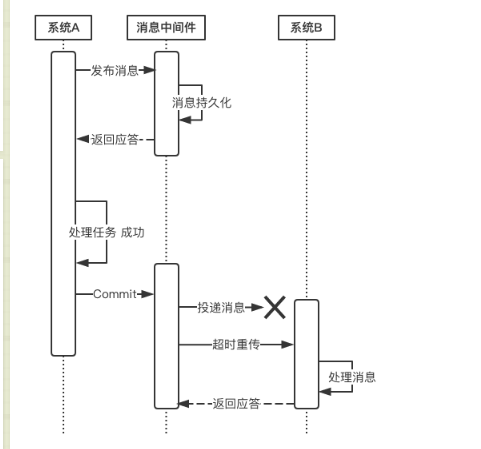 系统A
消息中间件
系统B
发布消息
消息持久化
返回应答
处理任务 成功
Commit
投递消息
超时重传
处理消息
返回应答